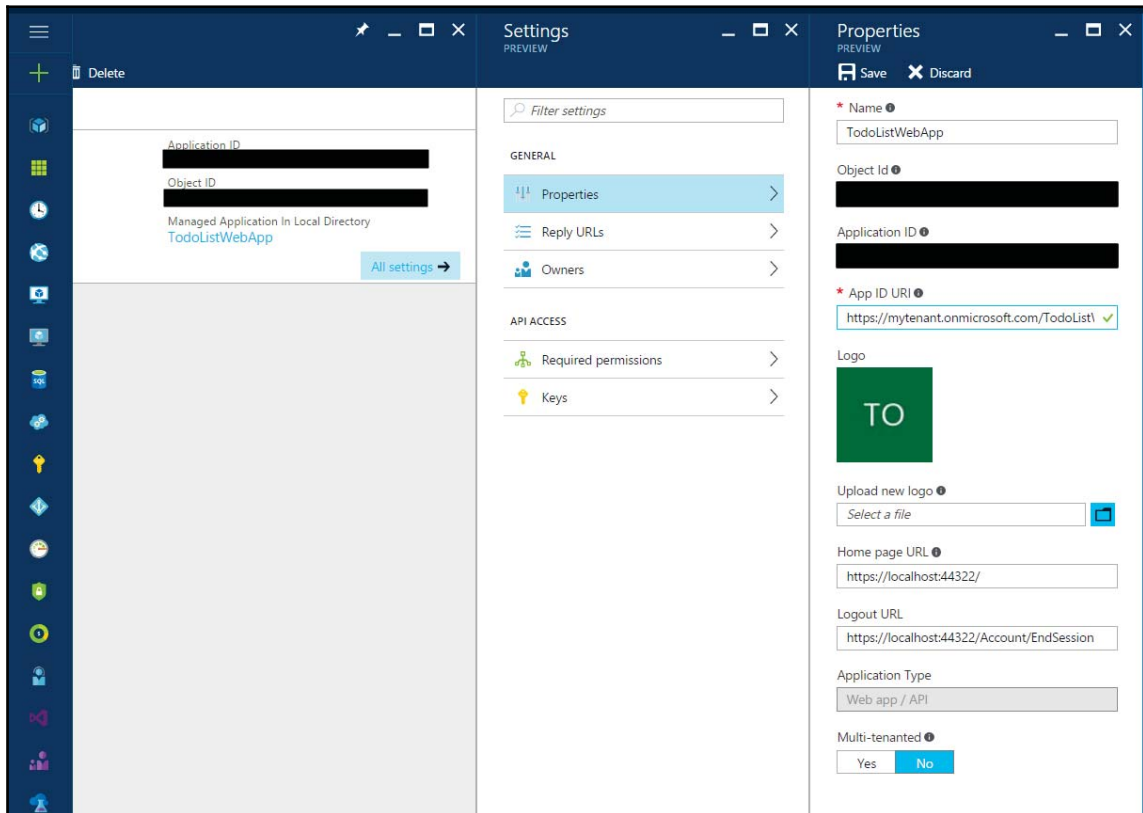 Delete
Application ID
Object ID
Managed Application In Local Directory
TodoListWebApp
All settings →
Settings
PREVIEW
Filter settings
GENERAL
Properties
Reply URLs
Owners
API ACCESS
Required permissions
Keys
Properties
PREVIEW
Save Discard
* Name
TodoListWebApp
Object Id
Application ID
* App ID URI
https://mytenant.onmicrosoft.com/TodoList
Logo
TO
Upload new logo
Select a file
Home page URL
https://localhost:44322/
Logout URL
https://localhost:44322/Account/EndSession
Application Type
Web app / API
Multi-tenanted
Yes No
SQL